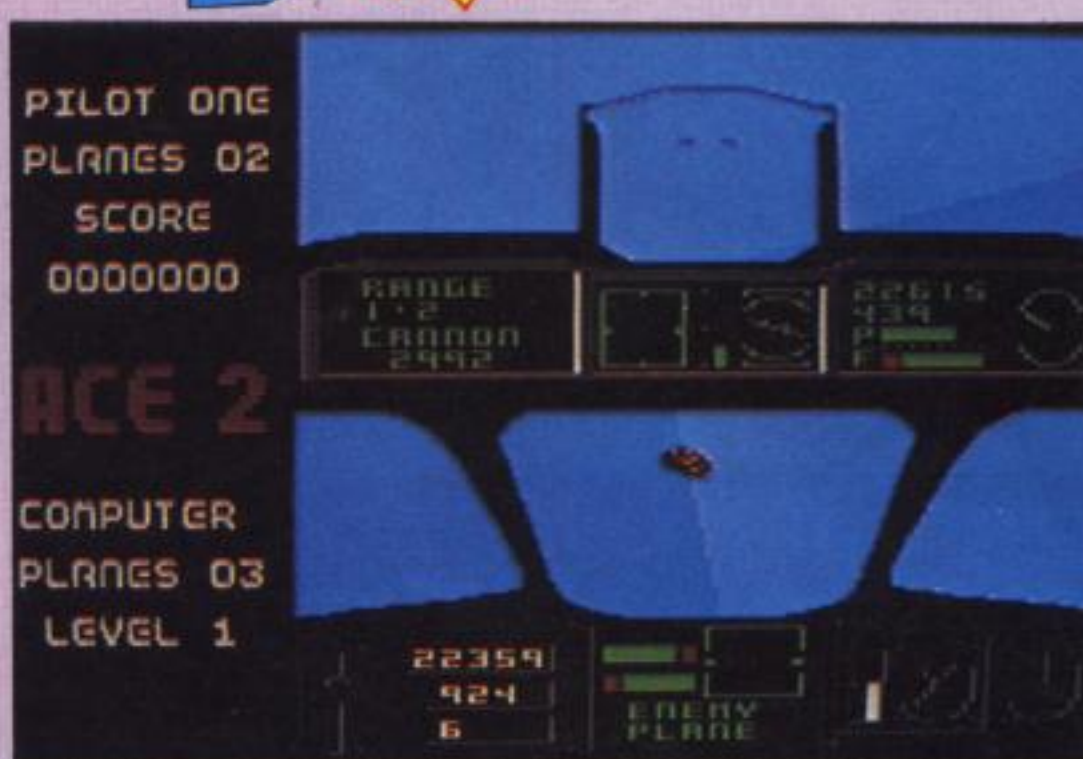 PILOT ONE
PLANES 02
SCORE
0000000
RANGE
1·2
CANNON
2992
22615
439
P
F
ACE 2
COMPUTER
PLANES 03
LEVEL 1
22359
924
6
ENEMY
PLANE